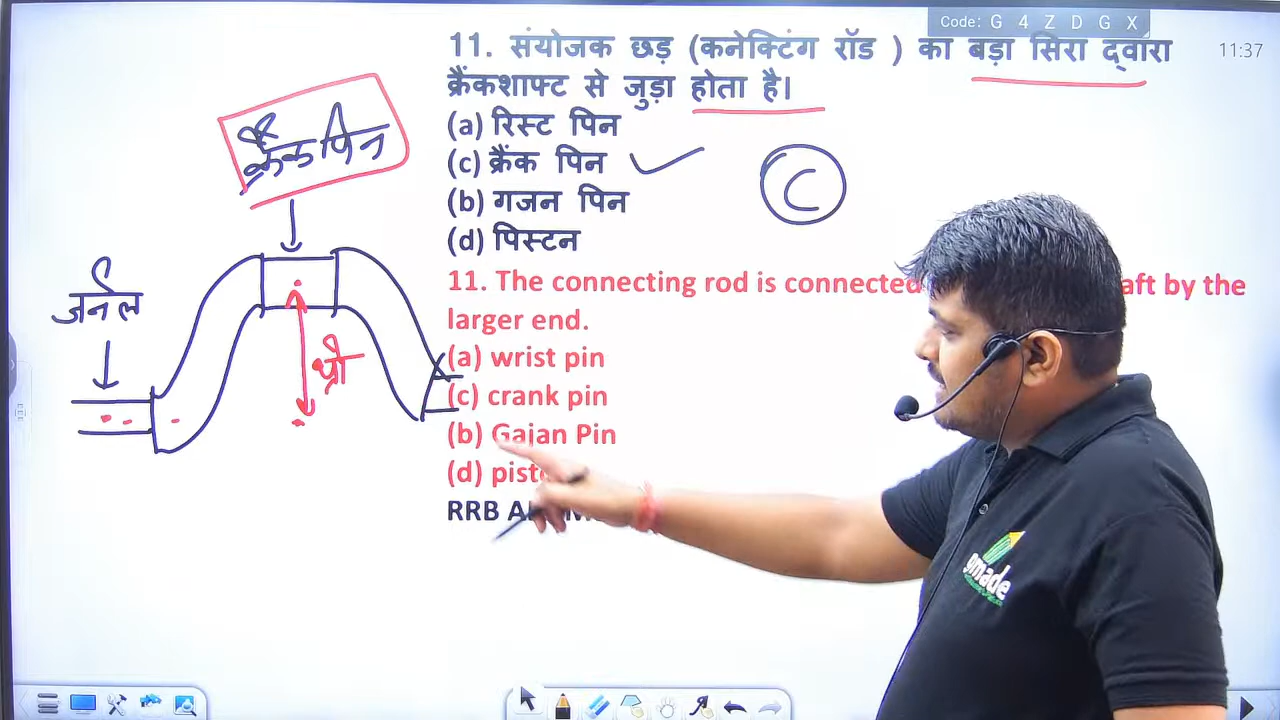 Code: G 4 Z D G X
11:37
11. संयोजक छड़ (कनेक्टिंग रॉड ) का बड़ा सिरा द्वारा
क्रैंकशाफ्ट से जुड़ा होता है।
(a) रिस्ट पिन
(c) क्रैंक पिन
(b) गजन पिन
(d) पिस्टन
C
क्रैंक पिन
जर्नल
थ्रो
11. The connecting rod is connected aft by the
larger end.
(a) wrist pin
(c) crank pin
(b) Gajan Pin
(d) pist
RRB
gmade